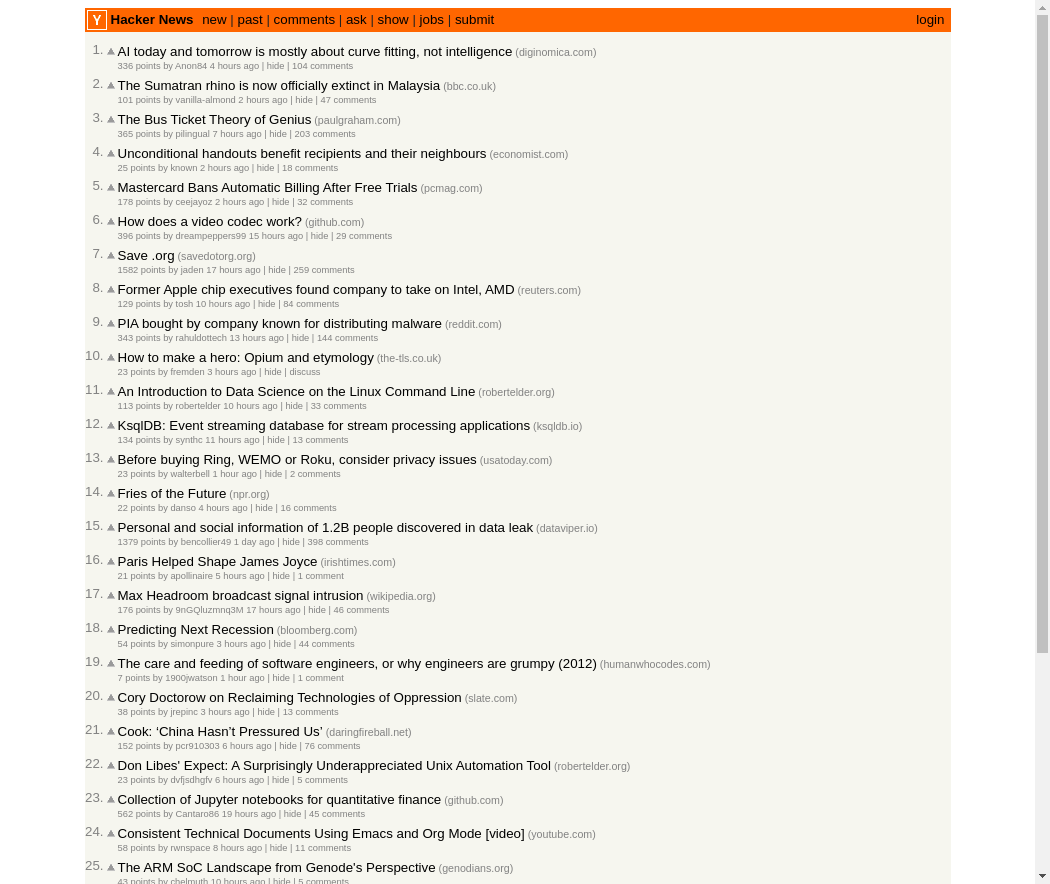 Y Hacker News new | past | comments | ask | show | jobs | submit login
1. AI today and tomorrow is mostly about curve fitting, not intelligence (diginomica.com)
336 points by Anon84 4 hours ago | hide | 104 comments
2. The Sumatran rhino is now officially extinct in Malaysia (bbc.co.uk)
101 points by vanilla-almond 2 hours ago | hide | 47 comments
3. The Bus Ticket Theory of Genius (paulgraham.com)
365 points by pilingual 7 hours ago | hide | 203 comments
4. Unconditional handouts benefit recipients and their neighbours (economist.com)
25 points by known 2 hours ago | hide | 18 comments
5. Mastercard Bans Automatic Billing After Free Trials (pcmag.com)
178 points by ceejayoz 2 hours ago | hide | 32 comments
6. How does a video codec work? (github.com)
396 points by dreampeppers99 15 hours ago | hide | 29 comments
7. Save .org (savedotorg.org)
1582 points by jaden 17 hours ago | hide | 259 comments
8. Former Apple chip executives found company to take on Intel, AMD (reuters.com)
129 points by tosh 10 hours ago | hide | 84 comments
9. PIA bought by company known for distributing malware (reddit.com)
343 points by rahuldottech 13 hours ago | hide | 144 comments
10. How to make a hero: Opium and etymology (the-tls.co.uk)
23 points by fremden 3 hours ago | hide | discuss
11. An Introduction to Data Science on the Linux Command Line (robertelder.org)
113 points by robertelder 10 hours ago | hide | 33 comments
12. KsqlDB: Event streaming database for stream processing applications (ksqldb.io)
134 points by synthc 11 hours ago | hide | 13 comments
13. Before buying Ring, WEMO or Roku, consider privacy issues (usatoday.com)
23 points by walterbell 1 hour ago | hide | 2 comments
14. Fries of the Future (npr.org)
22 points by danso 4 hours ago | hide | 16 comments
15. Personal and social information of 1.2B people discovered in data leak (dataviper.io)
1379 points by bencollier49 1 day ago | hide | 398 comments
16. Paris Helped Shape James Joyce (irishtimes.com)
21 points by apollinaire 5 hours ago | hide | 1 comment
17. Max Headroom broadcast signal intrusion (wikipedia.org)
176 points by 9nGQluzmnq3M 17 hours ago | hide | 46 comments
18. Predicting Next Recession (bloomberg.com)
54 points by simonpure 3 hours ago | hide | 44 comments
19. The care and feeding of software engineers, or why engineers are grumpy (2012) (humanwhocodes.com)
7 points by 1900jwatson 1 hour ago | hide | 1 comment
20. Cory Doctorow on Reclaiming Technologies of Oppression (slate.com)
38 points by jrepinc 3 hours ago | hide | 13 comments
21. Cook: ‘China Hasn’t Pressured Us’ (daringfireball.net)
152 points by pcr910303 6 hours ago | hide | 76 comments
22. Don Libes' Expect: A Surprisingly Underappreciated Unix Automation Tool (robertelder.org)
23 points by dvfjsdhgfv 6 hours ago | hide | 5 comments
23. Collection of Jupyter notebooks for quantitative finance (github.com)
562 points by Cantaro86 19 hours ago | hide | 45 comments
24. Consistent Technical Documents Using Emacs and Org Mode [video] (youtube.com)
58 points by rwnspace 8 hours ago | hide | 11 comments
25. The ARM SoC Landscape from Genode's Perspective (genodians.org)
43 points by chelmuth 10 hours ago | hide | 5 comments